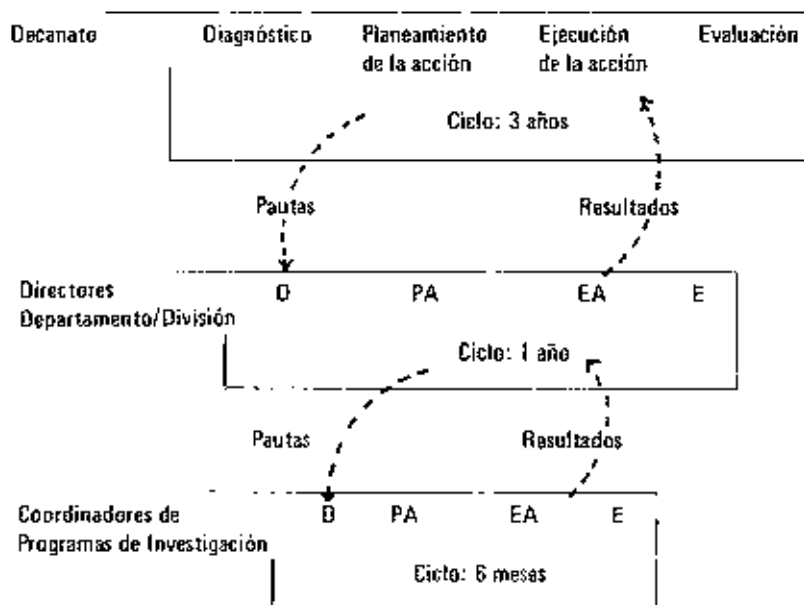 Decanato Diagnóstico Planeamiento de la acción Ejecución de la acción Evaluación
Ciclo: 3 años
Pautas Resultados
Directores Departamento/División
D PA EA E
Ciclo: 1 año
Pautas Resultados
Coordinadores de Programas de Investigación
D PA EA E
Ciclo: 6 meses